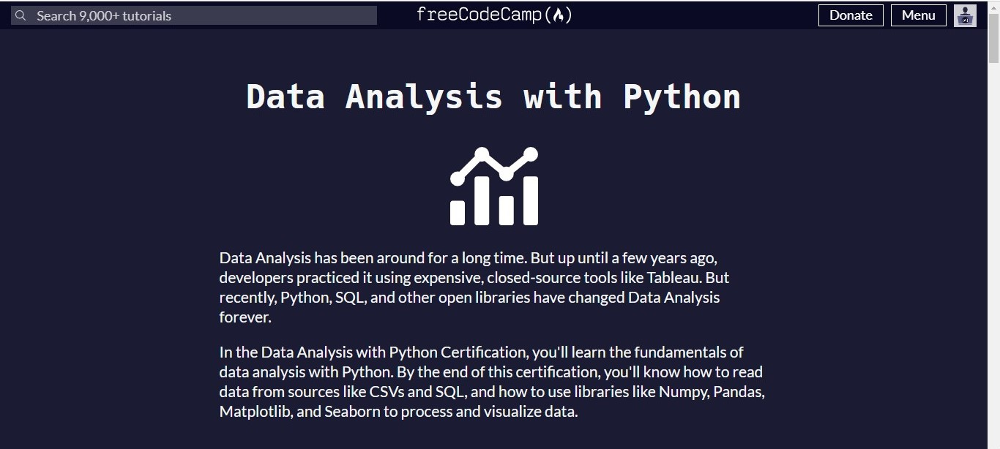 Search 9,000+ tutorials
freeCodeCamp
Donate
Menu
Data Analysis with Python
Data Analysis has been around for a long time. But up until a few years ago,
developers practiced it using expensive, closed-source tools like Tableau. But
recently, Python, SQL, and other open libraries have changed Data Analysis
forever.
In the Data Analysis with Python Certification, you'll learn the fundamentals of
data analysis with Python. By the end of this certification, you'll know how to read
data from sources like CSVs and SQL, and how to use libraries like Numpy, Pandas,
Matplotlib, and Seaborn to process and visualize data.